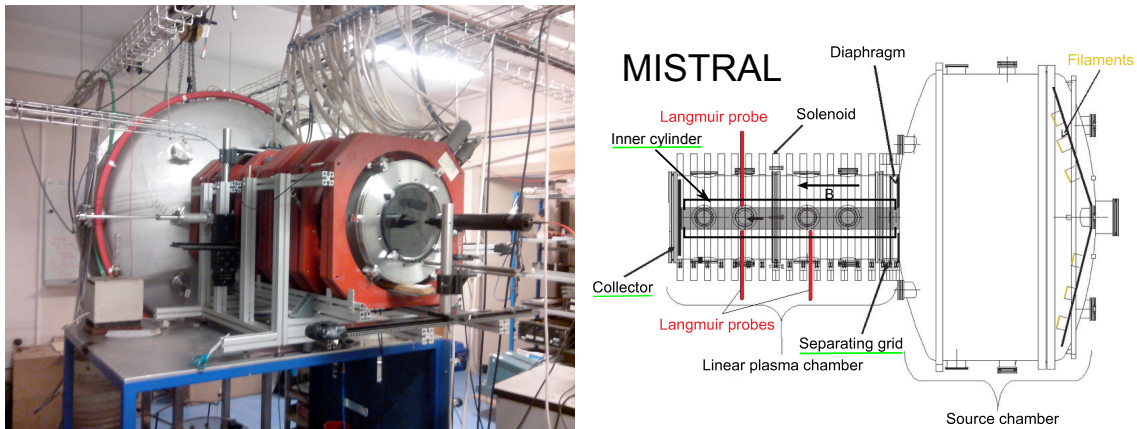 MISTRAL
Diaphragm
Filaments
Langmuir probe
Solenoid
Inner cylinder
B
Collector
Langmuir probes
Separating grid
Linear plasma chamber
Source chamber